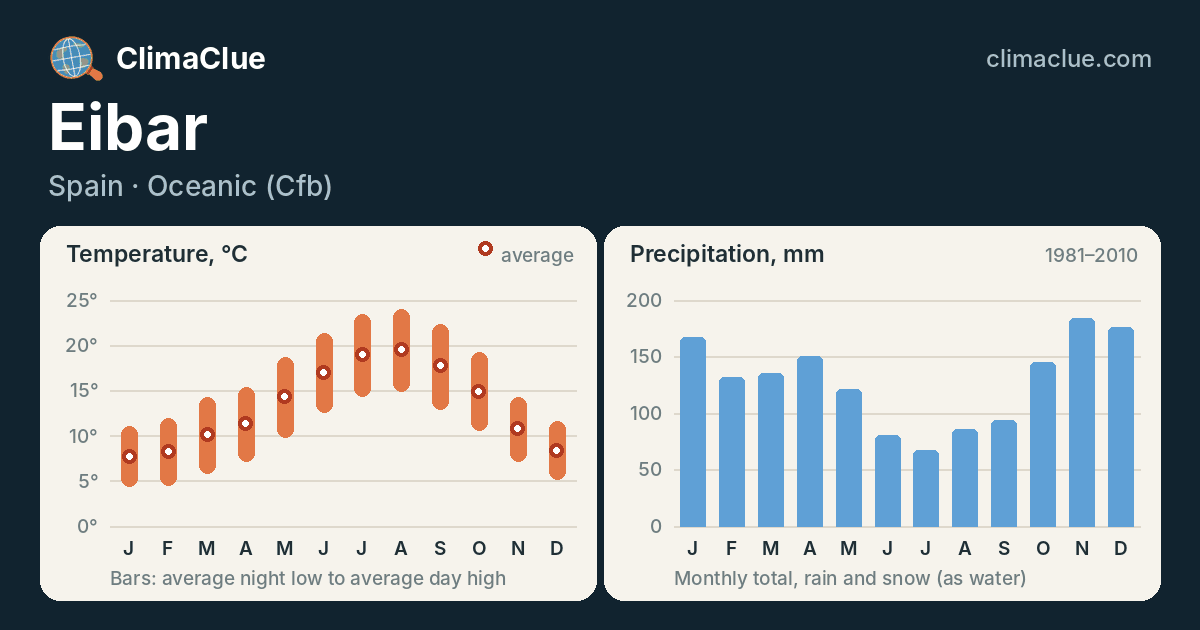 ClimaClue
climaclue.com
Eibar
Spain · Oceanic (Cfb)
Temperature, °C
average
25°
20°
15°
10°
5°
0°
J F M A M J J A S O N D
Bars: average night low to average day high
Precipitation, mm
1981–2010
200
150
100
50
0
J F M A M J J A S O N D
Monthly total, rain and snow (as water)